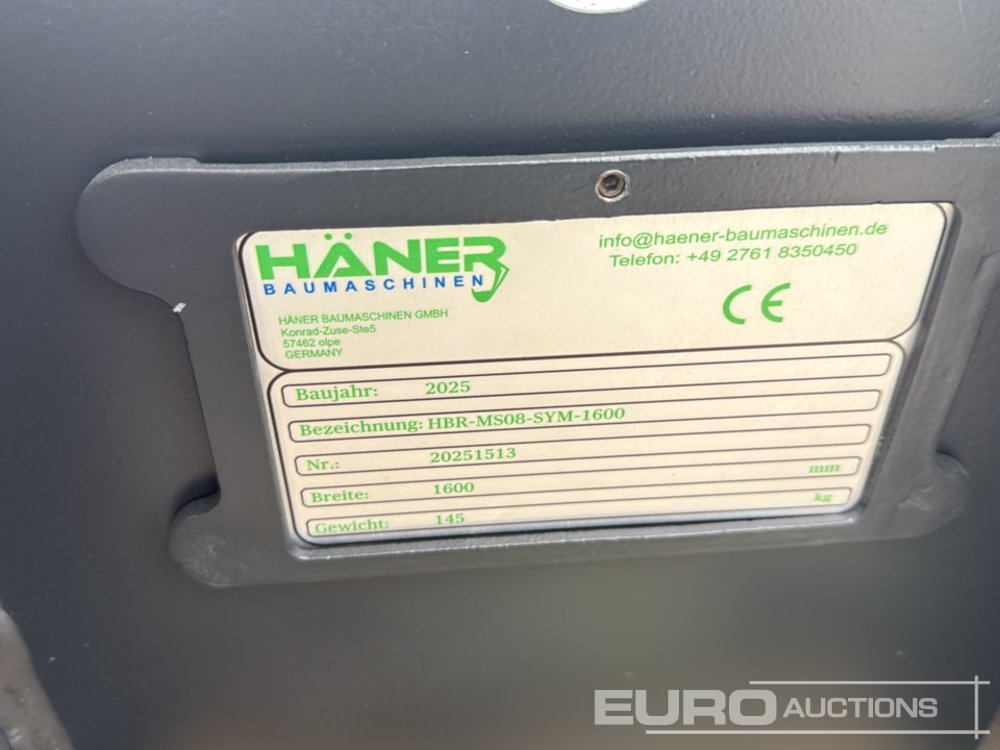 HÄNER
BAUMASCHINEN
info@haener-baumaschinen.de
Telefon: +49 2761 8350450
CE
HÄNER BAUMASCHINEN GMBH
Konrad-Zuse-Ste5
57462 olpe
GERMANY
Baujahr: 2025
Bezeichnung: HBR-MS08-SYM-1600
Nr.: 20251513
Breite: 1600 mm
Gewicht: 145 kg
EURO AUCTIONS